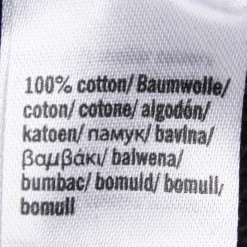 100% cotton/ Baumwolle/
coton/ cotone/ algodón/
katoen/ памук/ bavlna/
βαμβάκι/ balwena/
bumbac/ bomuld/ bomull/
bomull